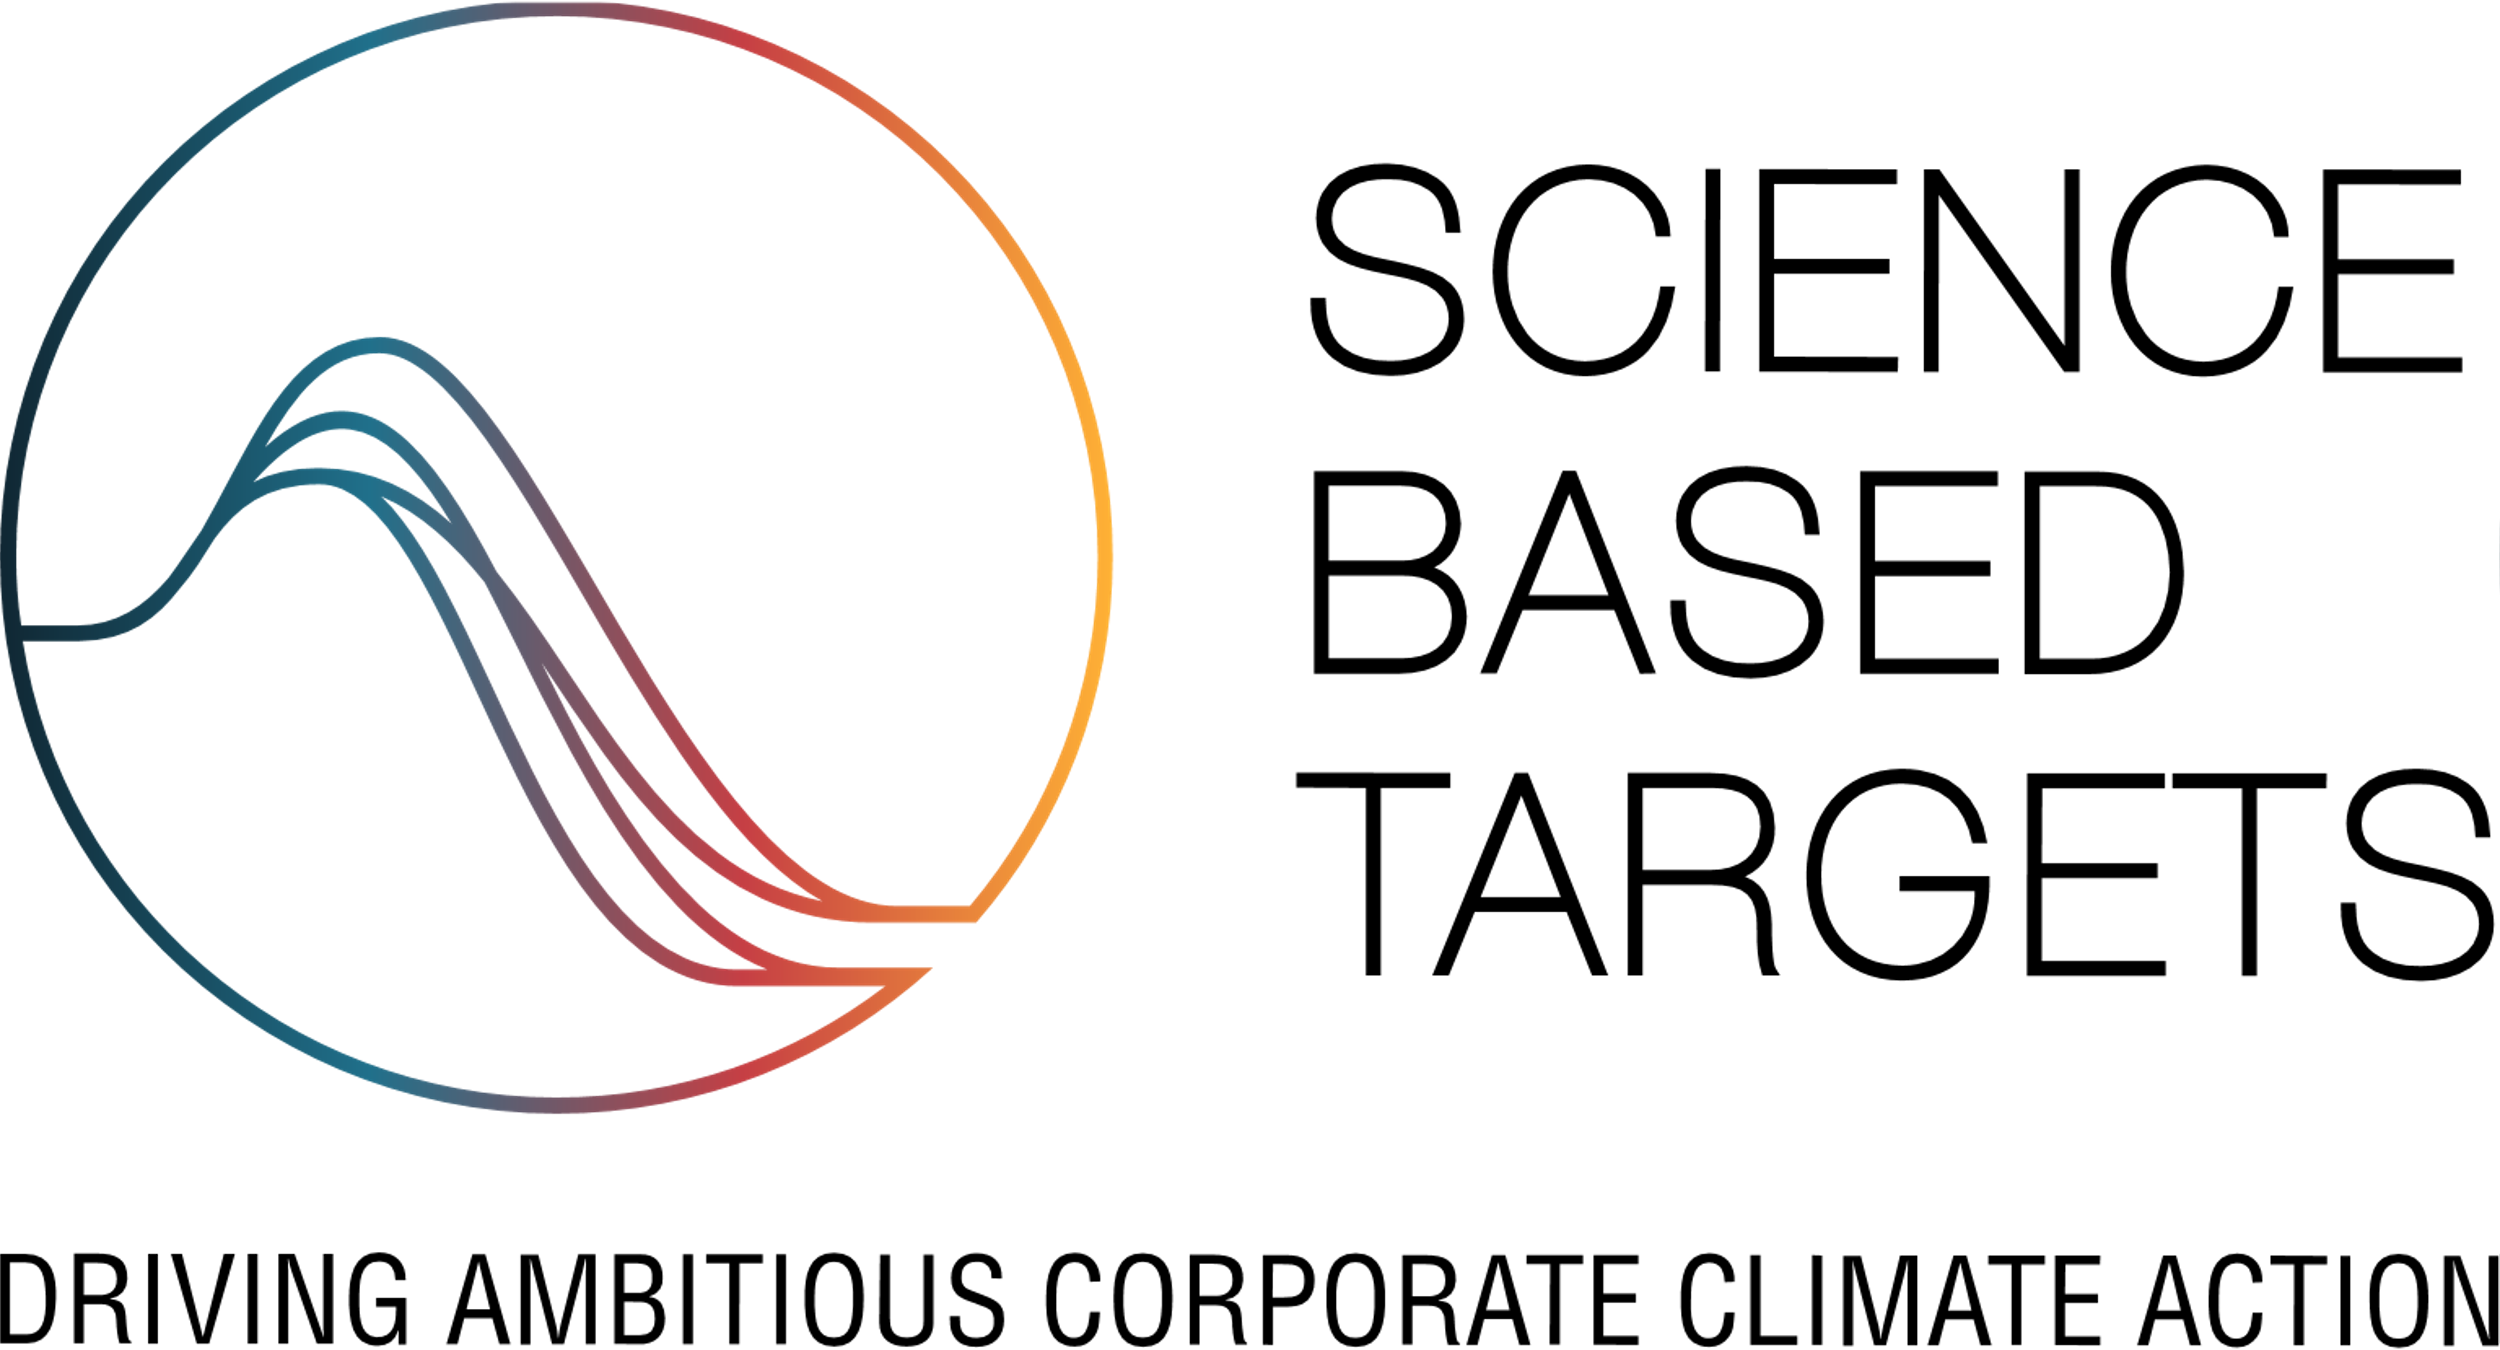 SCIENCE
BASED
TARGETS
DRIVING AMBITIOUS CORPORATE CLIMATE ACTION